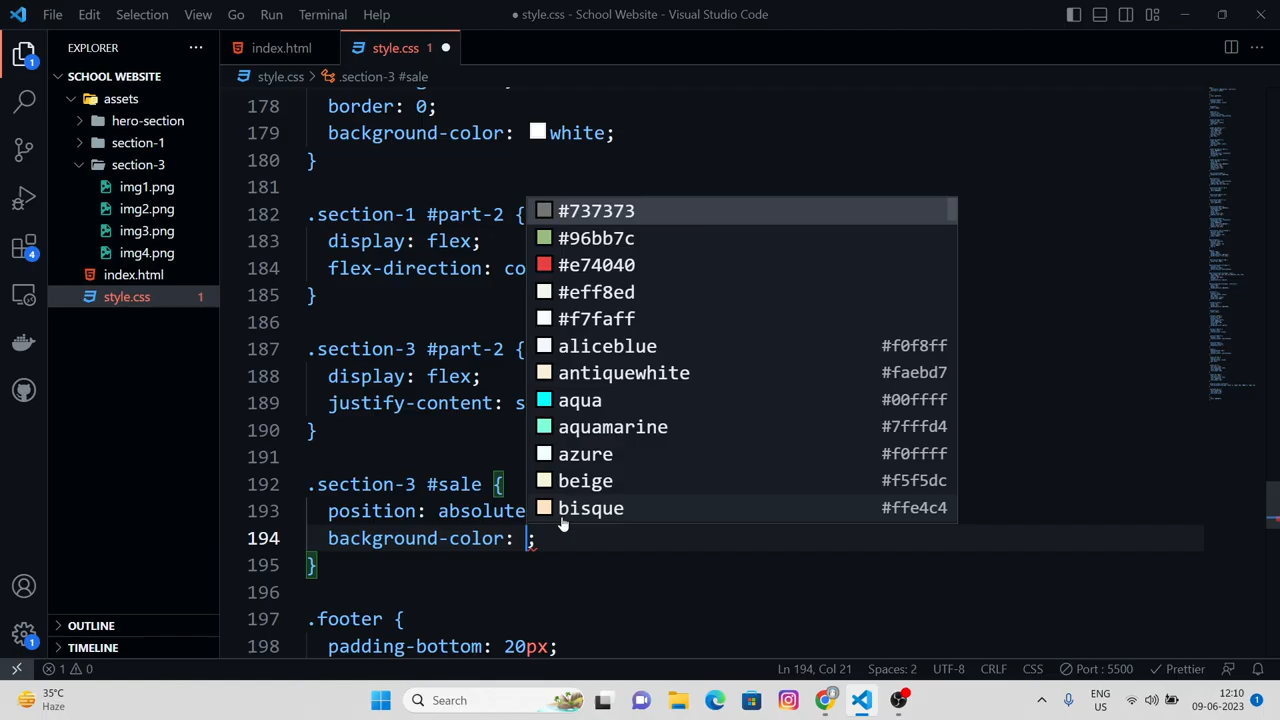 File Edit Selection View Go Run Terminal Help
● style.css - School Website - Visual Studio Code
EXPLORER
index.html
style.css 1
SCHOOL WEBSITE
style.css > .section-3 #sale
assets
hero-section
section-1
section-3
img1.png
img2.png
img3.png
img4.png
index.html
style.css 1
OUTLINE
TIMELINE
1
4
1
178 border: 0;
179 background-color: white;
180 }
181
182 .section-1 #part-2 {
183 display: flex;
184 flex-direction: co
185 }
186
187 .section-3 #part-2 {
188 display: flex;
189 justify-content: s
190 }
191
192 .section-3 #sale {
193 position: absolute
194 background-color: ;
195 }
196
197 .footer {
198 padding-bottom: 20px;
#737373
#96bb7c
#e74040
#eff3ed
#f7faff
aliceblue #f0f8ff
antiquewhite #faebd7
aqua #00ffff
aquamarine #7fffd4
azure #f0ffff
beige #f5f5dc
bisque #ffe4c4
1 0
Ln 194, Col 21 Spaces: 2 UTF-8 CRLF CSS Port : 5500 Prettier
35°C
Haze
Search
ENG
US
12:10
09-06-2023
1